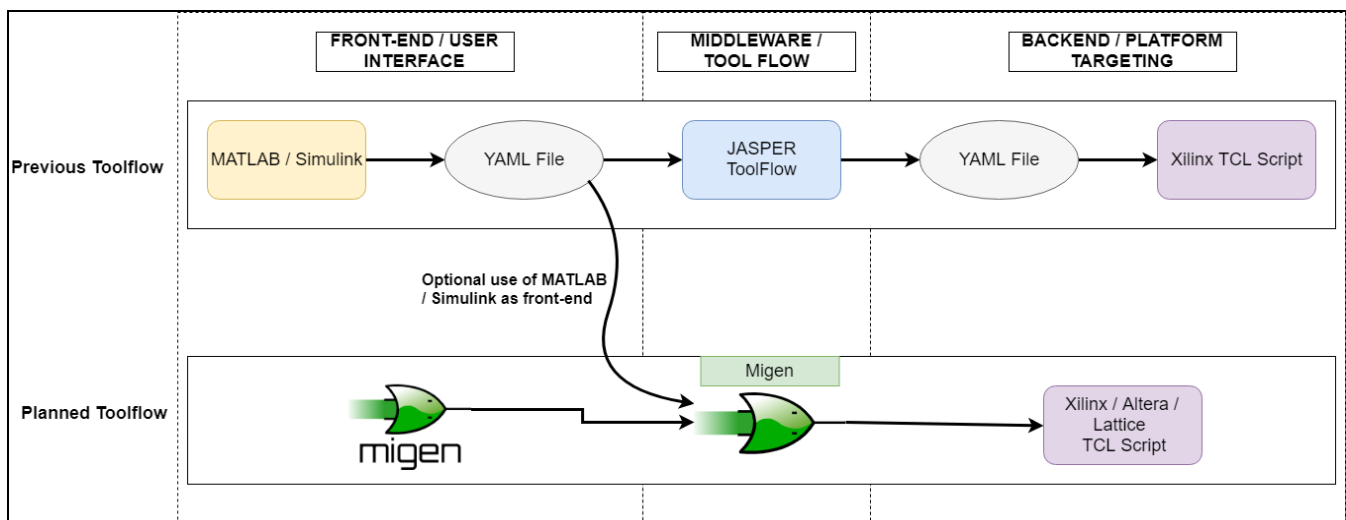 FRONT-END / USER
INTERFACE
MIDDLEWARE /
TOOL FLOW
BACKEND / PLATFORM
TARGETING
Previous Toolflow
MATLAB / Simulink
YAML File
JASPER
ToolFlow
YAML File
Xilinx TCL Script
Optional use of MATLAB
/ Simulink as front-end
Planned Toolflow
migen
Migen
Xilinx / Altera /
Lattice
TCL Script